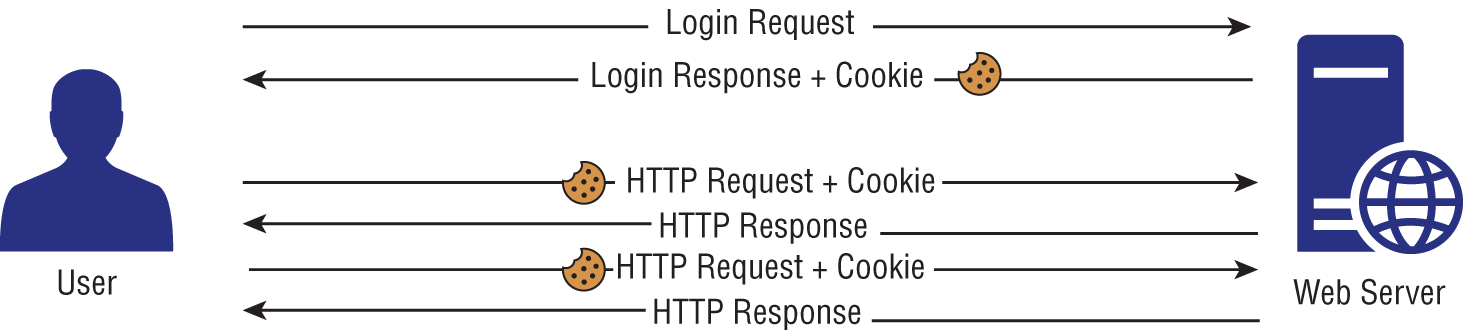 Login Request
Login Response + Cookie
HTTP Request + Cookie
HTTP Response
HTTP Request + Cookie
HTTP Response
User
Web Server